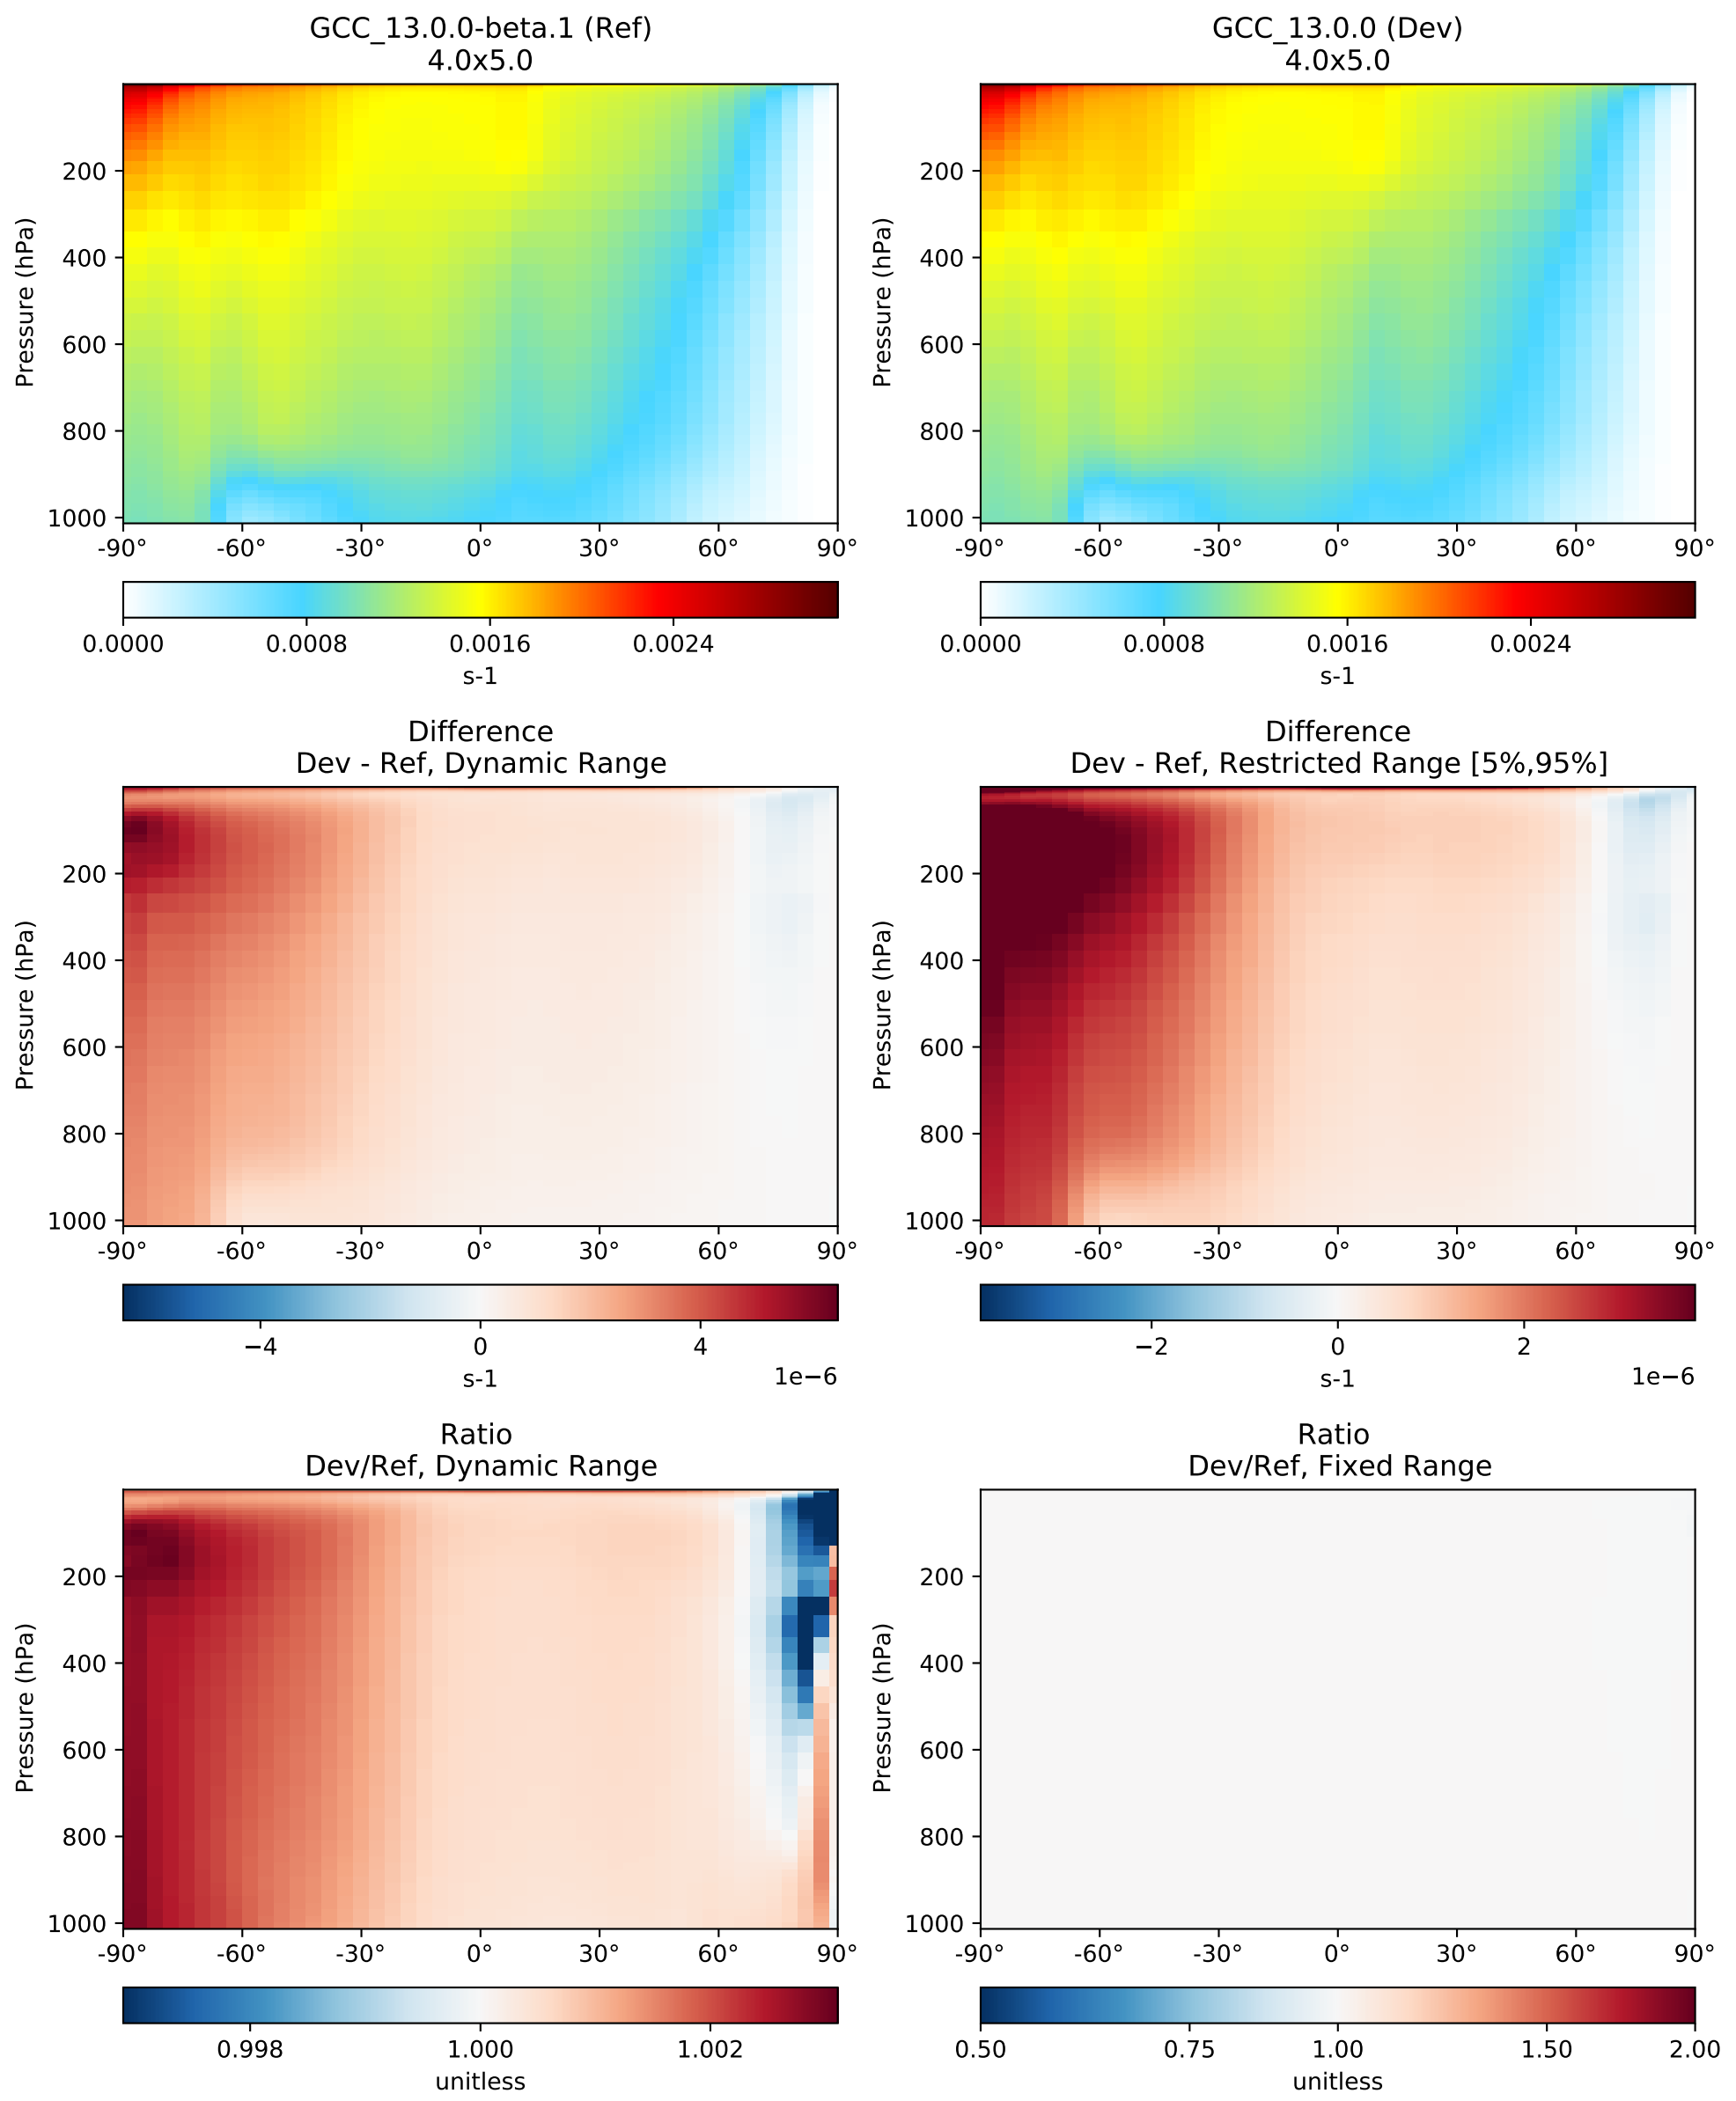 GCC_13.0.0-beta.1 (Ref)
4.0x5.0
GCC_13.0.0 (Dev)
4.0x5.0
Pressure (hPa)
200
400
600
800
1000
-90° -60° -30° 0° 30° 60° 90°
0.0000 0.0008 0.0016 0.0024
s-1
Pressure (hPa)
200
400
600
800
1000
-90° -60° -30° 0° 30° 60° 90°
0.0000 0.0008 0.0016 0.0024
s-1
Difference
Dev - Ref, Dynamic Range
Pressure (hPa)
200
400
600
800
1000
-90° -60° -30° 0° 30° 60° 90°
−4 0 4
s-1 1e−6
Difference
Dev - Ref, Restricted Range [5%,95%]
Pressure (hPa)
200
400
600
800
1000
-90° -60° -30° 0° 30° 60° 90°
−2 0 2
s-1 1e−6
Ratio
Dev/Ref, Dynamic Range
Pressure (hPa)
200
400
600
800
1000
-90° -60° -30° 0° 30° 60° 90°
0.998 1.000 1.002
unitless
Ratio
Dev/Ref, Fixed Range
Pressure (hPa)
200
400
600
800
1000
-90° -60° -30° 0° 30° 60° 90°
0.50 0.75 1.00 1.50 2.00
unitless